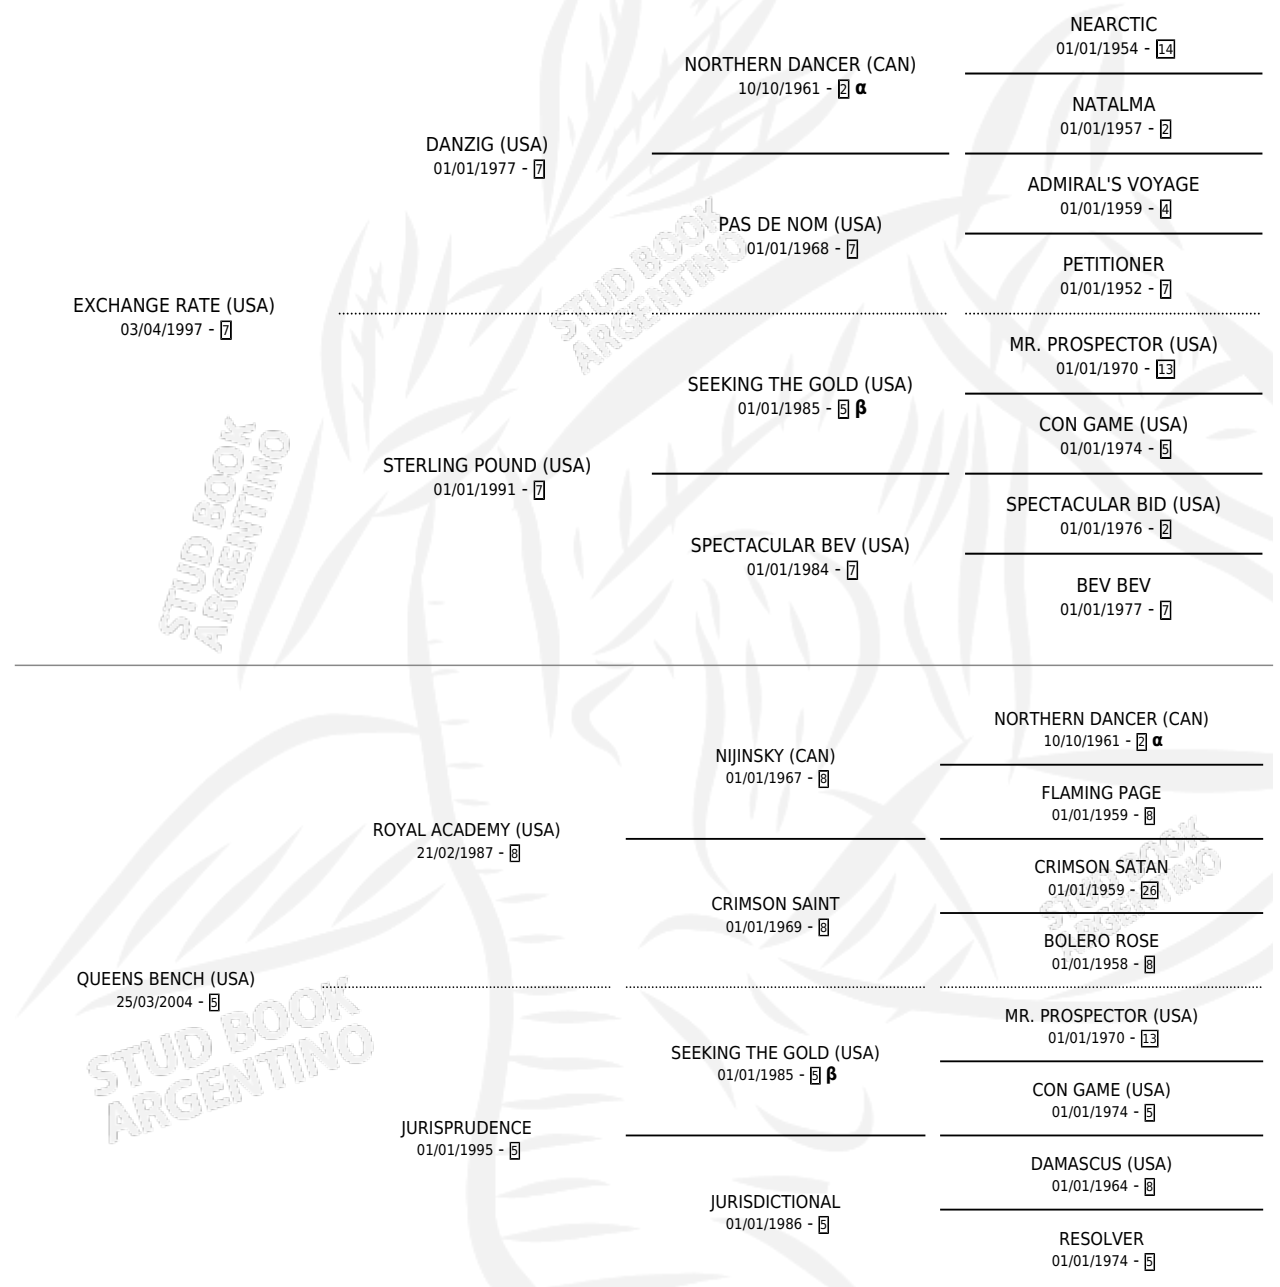 NEARCTIC
01/01/1954 - 14
NORTHERN DANCER (CAN)
10/10/1961 - 2 α
NATALMA
01/01/1957 - 2
DANZIG (USA)
01/01/1977 - 7
ADMIRAL'S VOYAGE
01/01/1959 - 4
PAS DE NOM (USA)
01/01/1968 - 7
PETITIONER
01/01/1952 - 7
EXCHANGE RATE (USA)
03/04/1997 - 7
MR. PROSPECTOR (USA)
01/01/1970 - 13
SEEKING THE GOLD (USA)
01/01/1985 - 5 β
CON GAME (USA)
01/01/1974 - 5
STERLING POUND (USA)
01/01/1991 - 7
SPECTACULAR BID (USA)
01/01/1976 - 2
SPECTACULAR BEV (USA)
01/01/1984 - 7
BEV BEV
01/01/1977 - 7
NORTHERN DANCER (CAN)
10/10/1961 - 2 α
NIJINSKY (CAN)
01/01/1967 - 8
FLAMING PAGE
01/01/1959 - 8
ROYAL ACADEMY (USA)
21/02/1987 - 8
CRIMSON SATAN
01/01/1959 - 26
CRIMSON SAINT
01/01/1969 - 8
BOLERO ROSE
01/01/1958 - 8
QUEENS BENCH (USA)
25/03/2004 - 5
MR. PROSPECTOR (USA)
01/01/1970 - 13
SEEKING THE GOLD (USA)
01/01/1985 - 5 β
CON GAME (USA)
01/01/1974 - 5
JURISPRUDENCE
01/01/1995 - 5
DAMASCUS (USA)
01/01/1964 - 8
JURISDICTIONAL
01/01/1986 - 5
RESOLVER
01/01/1974 - 5
STUD BOOK
ARGENTINO
STUD BOOK
ARGENTINO
STUD BOOK
ARGENTINO
STUD BOOK
ARGENTINO